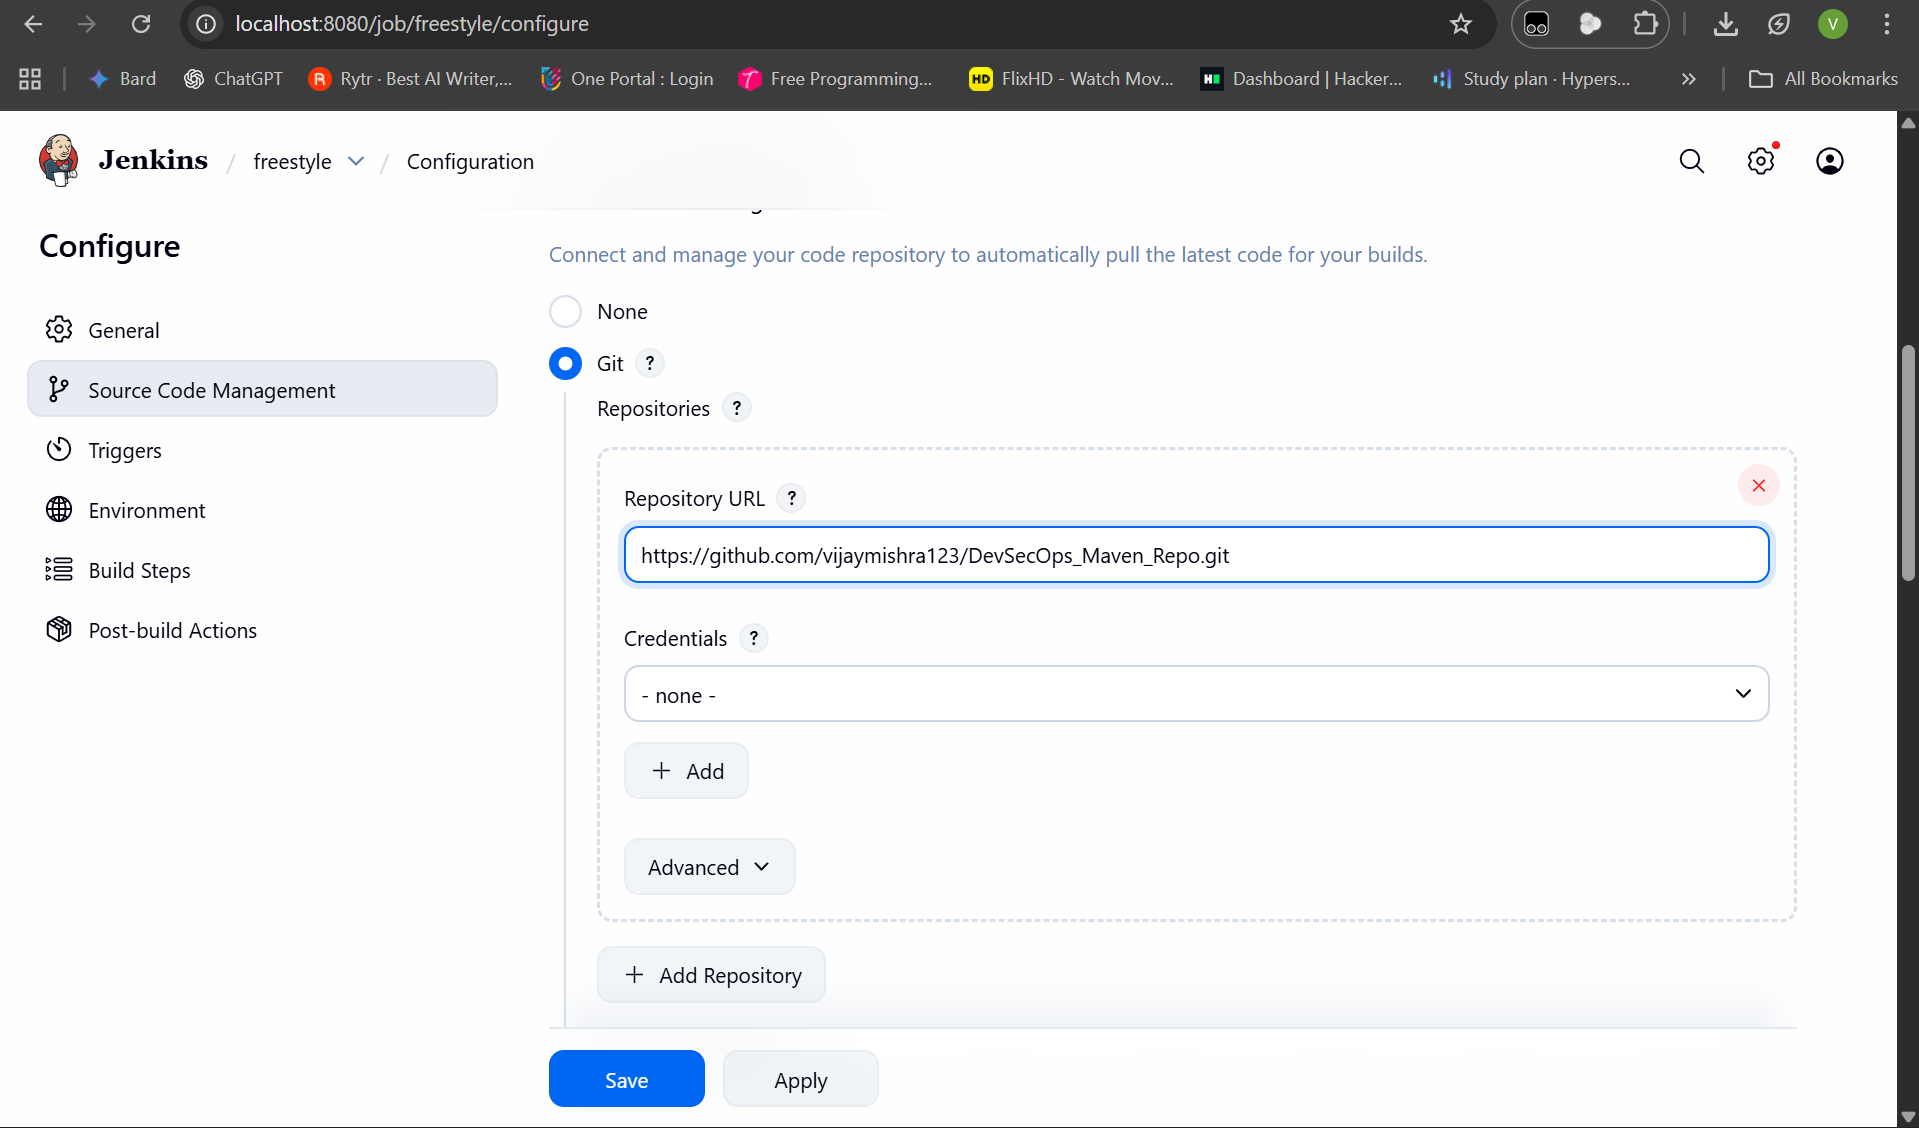 localhost:8080/job/freestyle/configure
V
Bard
ChatGPT
R
Rytr · Best AI Writer,...
One Portal : Login
Free Programming...
HD
FlixHD - Watch Mov...
H
Dashboard | Hacker...
Study plan · Hypers...
»
All Bookmarks
Jenkins / freestyle / Configuration
Configure
General
Source Code Management
Triggers
Environment
Build Steps
Post-build Actions
Connect and manage your code repository to automatically pull the latest code for your builds.
None
Git ?
Repositories ?
Repository URL ?
https://github.com/vijaymishra123/DevSecOps_Maven_Repo.git
Credentials ?
- none -
+ Add
Advanced
+ Add Repository
Save
Apply